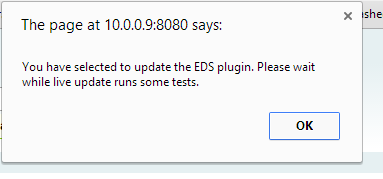 The page at 10.0.0.9:8080 says:
You have selected to update the EDS plugin. Please wait
while live update runs some tests.
OK